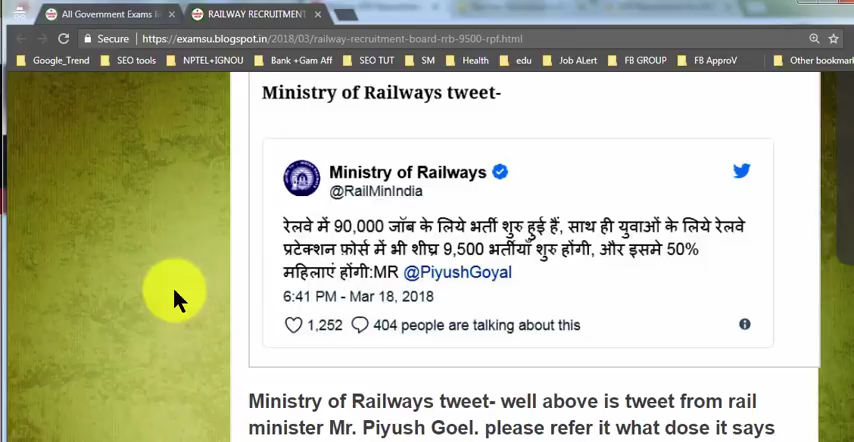 All Government Exams I
RAILWAY RECRUITMENT
Secure | https://examsu.blogspot.in/2018/03/railway-recruitment-board-rrb-9500-rpf.html
Google_Trend SEO tools NPTEL+IGNOU Bank +Gam Aff SEO TUT SM Health edu Job ALert FB GROUP FB ApproV Other bookmar
Ministry of Railways tweet-
Ministry of Railways
@RailMinIndia
रेलवे में 90,000 जॉब के लिये भर्ती शुरु हुई हैं, साथ ही युवाओं के लिये रेलवे
प्रटेक्शन फ़ोर्स में भी शीघ्र 9,500 भर्तीयाँ शुरु होंगी, और इसमे 50%
महिलाएं होंगी:MR @PiyushGoyal
6:41 PM - Mar 18, 2018
1,252 404 people are talking about this
Ministry of Railways tweet- well above is tweet from rail
minister Mr. Piyush Goel. please refer it what dose it says